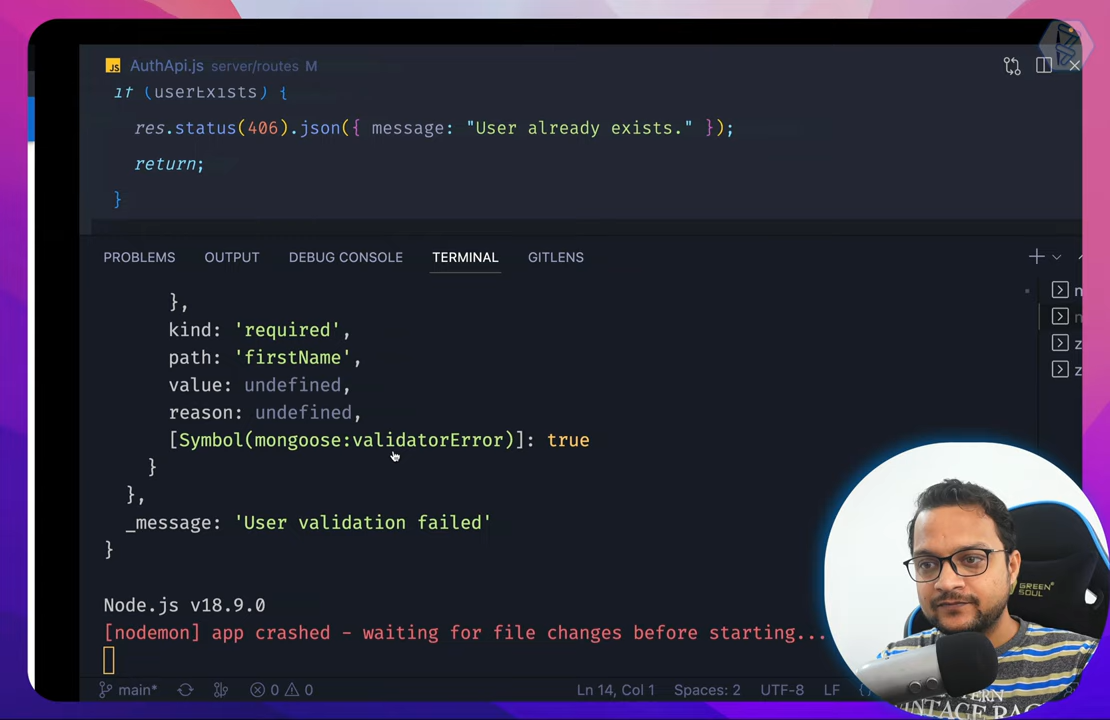 AuthApi.js server/routes M
if (userExists) {
res.status(406).json({ message: "User already exists." });
return;
}
PROBLEMS OUTPUT DEBUG CONSOLE TERMINAL GITLENS
},
kind: 'required',
path: 'firstName',
value: undefined,
reason: undefined,
[Symbol(mongoose:validatorError)]: true
}
},
_message: 'User validation failed'
}
Node.js v18.9.0
[nodemon] app crashed - waiting for file changes before starting...
main* 0 0 Ln 14, Col 1 Spaces: 2 UTF-8 LF
n
n
z
z
GREEN SOUL